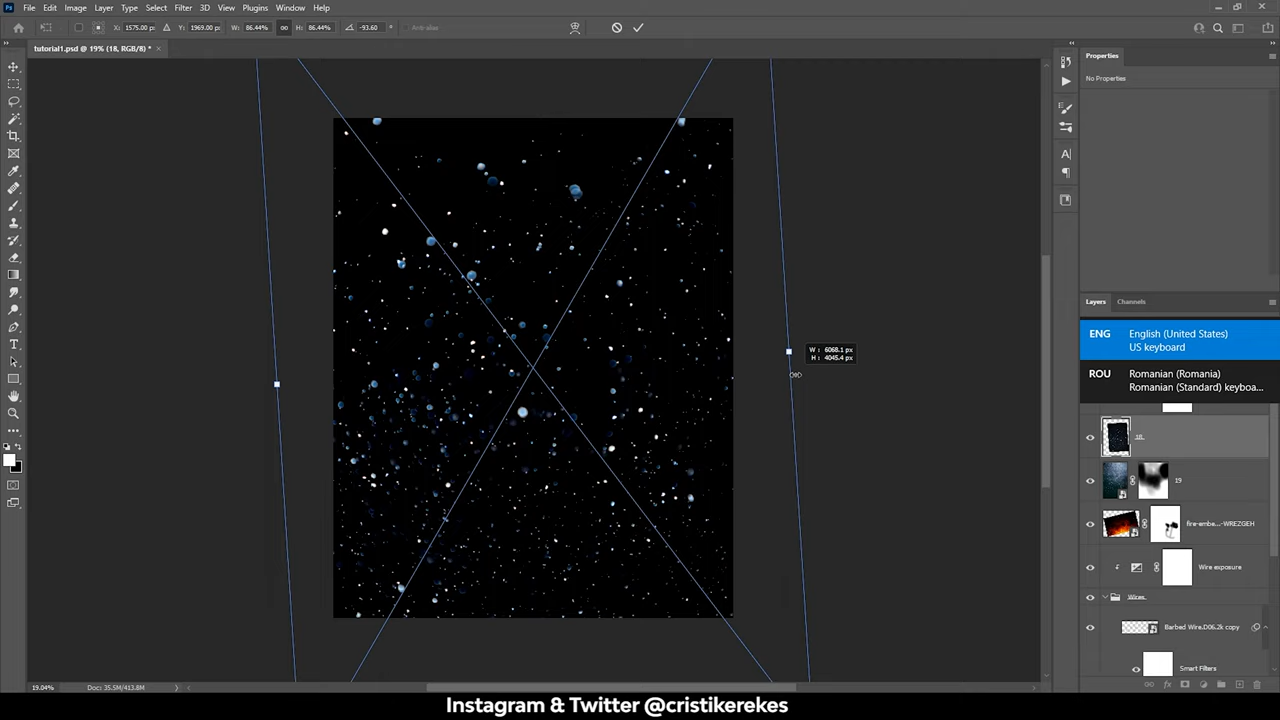 Ps File Edit Image Layer Type Select Filter 3D View Plugins Window Help
X: 1575.00 px Y: 1969.00 px W: 86.44% H: 86.44% -93.60 ° Anti-alias
tutorial1.psd @ 19% (18, RGB/8) * ×
Properties
No Properties
Layers Channels
ENG English (United States)
US keyboard
ROU Romanian (Romania)
Romanian (Standard) keyboa...
W : 6068.1 px
H : 4045.4 px
18
19
fire-embe...-WREZGEH
Wire exposure
Wires
Barbed Wire.D06.2k copy
Smart Filters
19.04% Doc: 35.5M/413.8M
Instagram & Twitter @cristikerekes